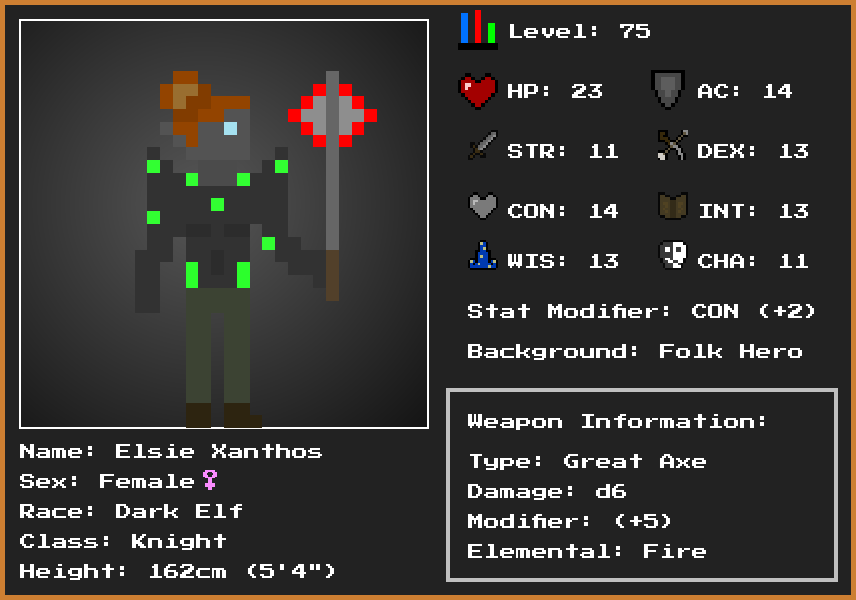 Level: 75
HP: 23
AC: 14
STR: 11
DEX: 13
CON: 14
INT: 13
WIS: 13
CHA: 11
Stat Modifier: CON (+2)
Background: Folk Hero
Weapon Information:
Type: Great Axe
Damage: d6
Modifier: (+5)
Elemental: Fire
Name: Elsie Xanthos
Sex: Female♀
Race: Dark Elf
Class: Knight
Height: 162cm (5'4")